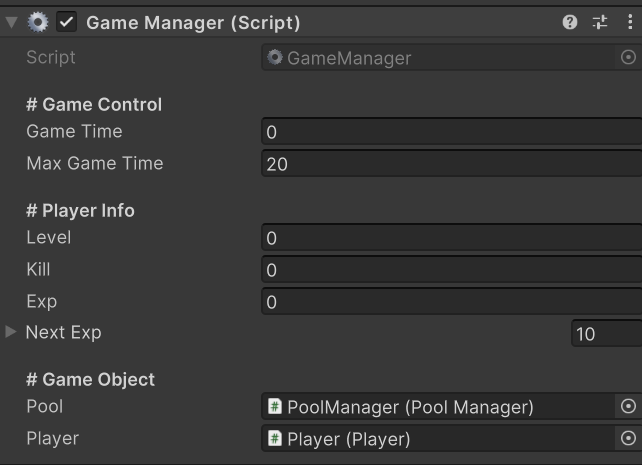 Game Manager (Script)
Script GameManager
# Game Control
Game Time 0
Max Game Time 20
# Player Info
Level 0
Kill 0
Exp 0
Next Exp 10
# Game Object
Pool # PoolManager (Pool Manager)
Player # Player (Player)